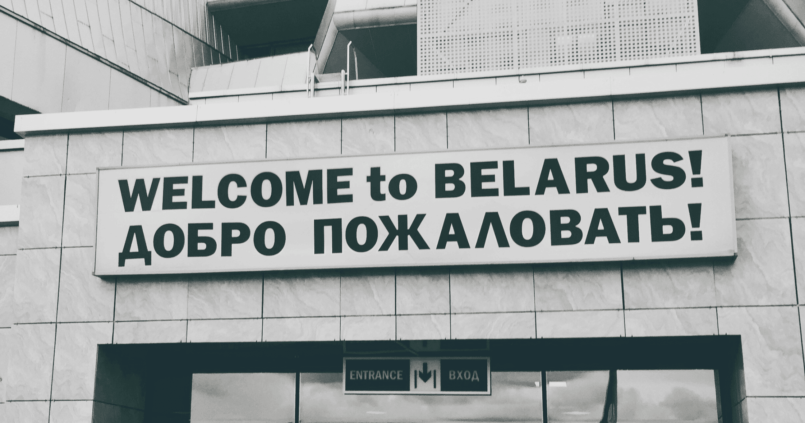 WELCOME to BELARUS!
ДОБРО ПОЖАЛОВАТЬ!
ENTRANCE ВХОД